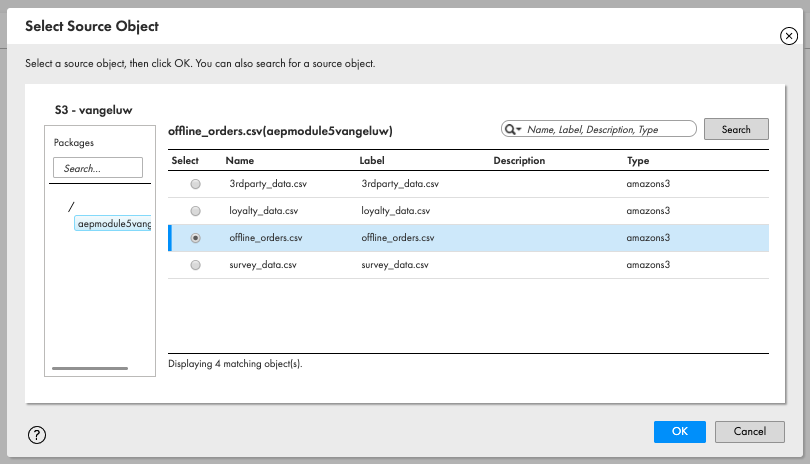 Select Source Object
Select a source object, then click OK. You can also search for a source object.
S3 - vangeluw
Packages
Search...
/
aepmodule5vang
offline_orders.csv(aepmodule5vangeluw)
Name, Label, Description, Type
Search
Select Name Label Description Type
3rdparty_data.csv 3rdparty_data.csv amazons3
loyalty_data.csv loyalty_data.csv amazons3
offline_orders.csv offline_orders.csv amazons3
survey_data.csv survey_data.csv amazons3
Displaying 4 matching object(s).
?
OK
Cancel